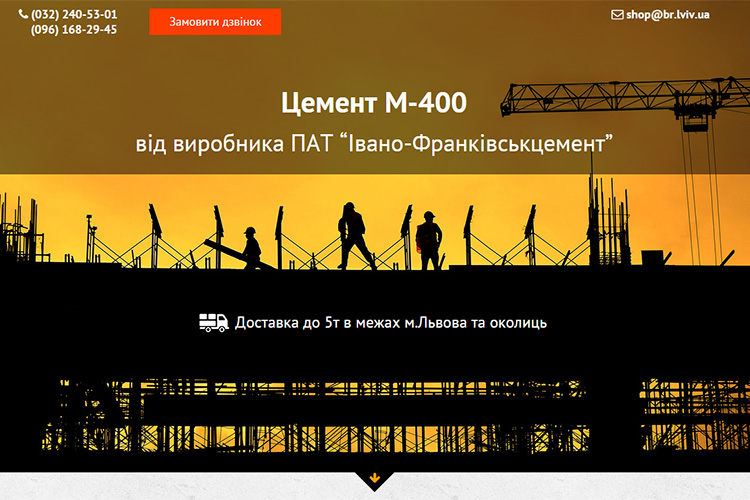 (032) 240-53-01
(096) 168-29-45
Замовити дзвінок
shop@br.lviv.ua
Цемент М-400
від виробника ПАТ “Івано-Франківськцемент”
Доставка до 5т в межах м.Львова та околиць